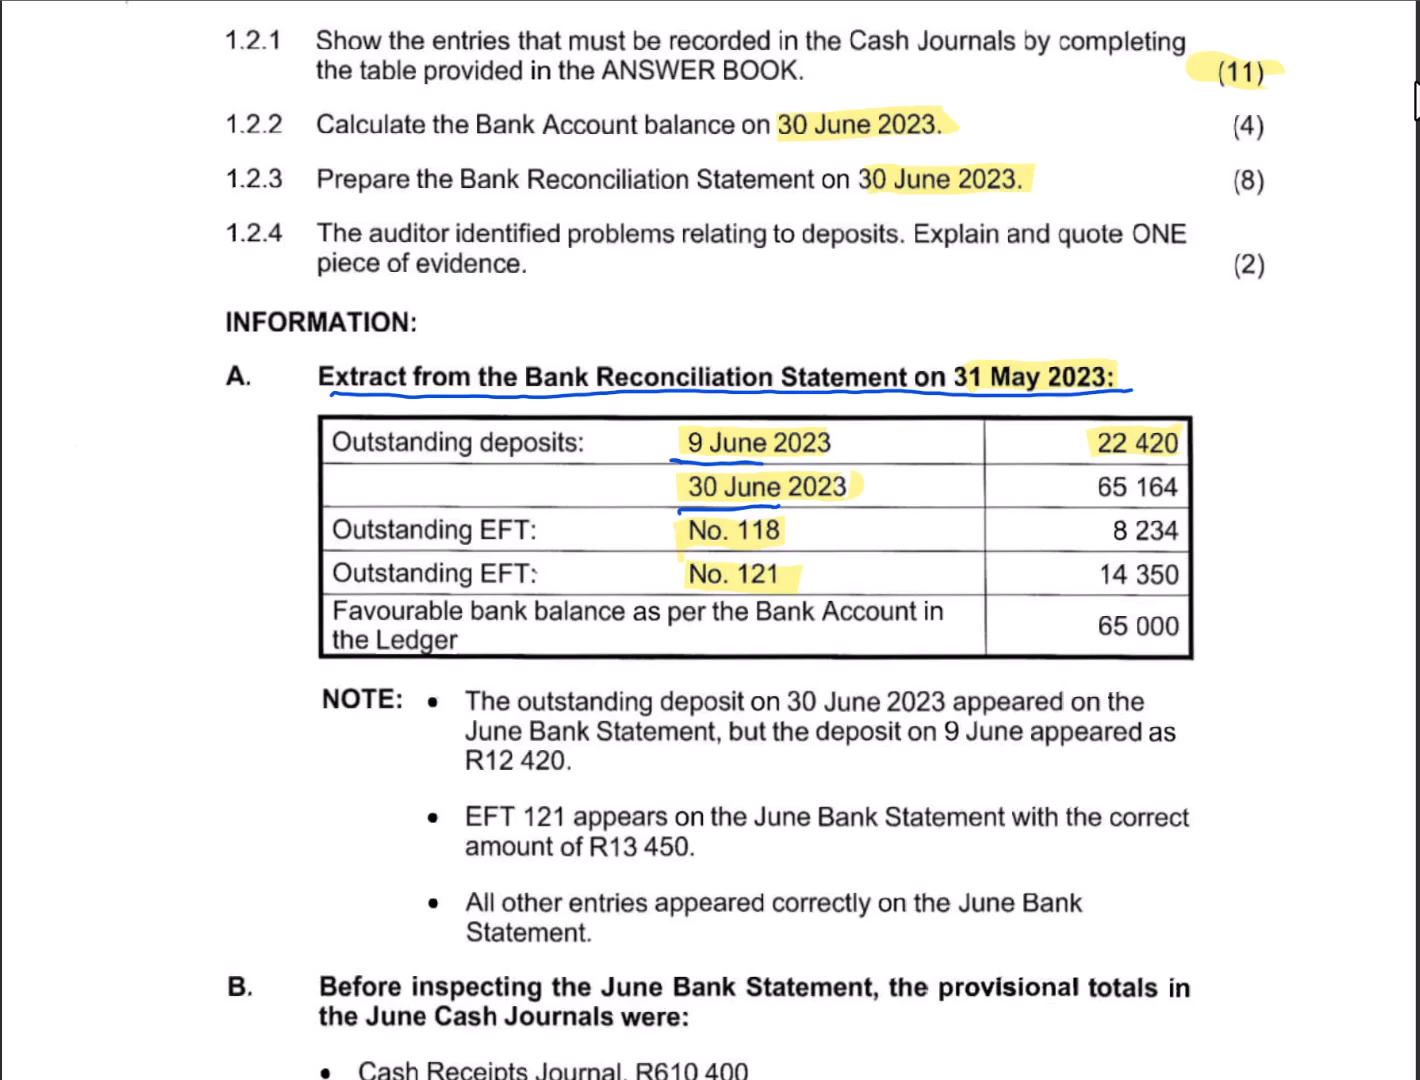 1.2.1 Show the entries that must be recorded in the Cash Journals by completing
the table provided in the ANSWER BOOK. (11)
1.2.2 Calculate the Bank Account balance on 30 June 2023. (4)
1.2.3 Prepare the Bank Reconciliation Statement on 30 June 2023. (8)
1.2.4 The auditor identified problems relating to deposits. Explain and quote ONE
piece of evidence. (2)
INFORMATION:
A. Extract from the Bank Reconciliation Statement on 31 May 2023:
Outstanding deposits: 9 June 2023 22 420
30 June 2023 65 164
Outstanding EFT: No. 118 8 234
Outstanding EFT: No. 121 14 350
Favourable bank balance as per the Bank Account in
the Ledger 65 000
NOTE: • The outstanding deposit on 30 June 2023 appeared on the
June Bank Statement, but the deposit on 9 June appeared as
R12 420.
• EFT 121 appears on the June Bank Statement with the correct
amount of R13 450.
• All other entries appeared correctly on the June Bank
Statement.
B. Before inspecting the June Bank Statement, the provisional totals in
the June Cash Journals were:
• Cash Receipts Journal, R610 400